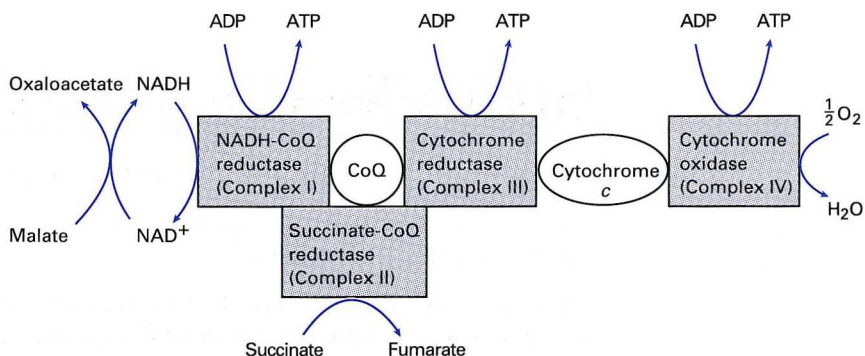 ADP ATP ADP ATP ADP ATP
Oxaloacetate NADH
NADH-CoQ
reductase
(Complex I)
CoQ
Cytochrome
reductase
(Complex III)
Cytochrome
c
Cytochrome
oxidase
(Complex IV)
½O₂
H₂O
Malate NAD⁺
Succinate-CoQ
reductase
(Complex II)
Succinate Fumarate